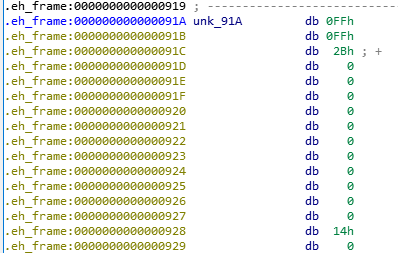 .eh_frame:0000000000000919 ; ---------------------------
.eh_frame:000000000000091A unk_91A db 0FFh
.eh_frame:000000000000091B db 0FFh
.eh_frame:000000000000091C db 2Bh ; +
.eh_frame:000000000000091D db 0
.eh_frame:000000000000091E db 0
.eh_frame:000000000000091F db 0
.eh_frame:0000000000000920 db 0
.eh_frame:0000000000000921 db 0
.eh_frame:0000000000000922 db 0
.eh_frame:0000000000000923 db 0
.eh_frame:0000000000000924 db 0
.eh_frame:0000000000000925 db 0
.eh_frame:0000000000000926 db 0
.eh_frame:0000000000000927 db 0
.eh_frame:0000000000000928 db 14h
.eh_frame:0000000000000929 db 0